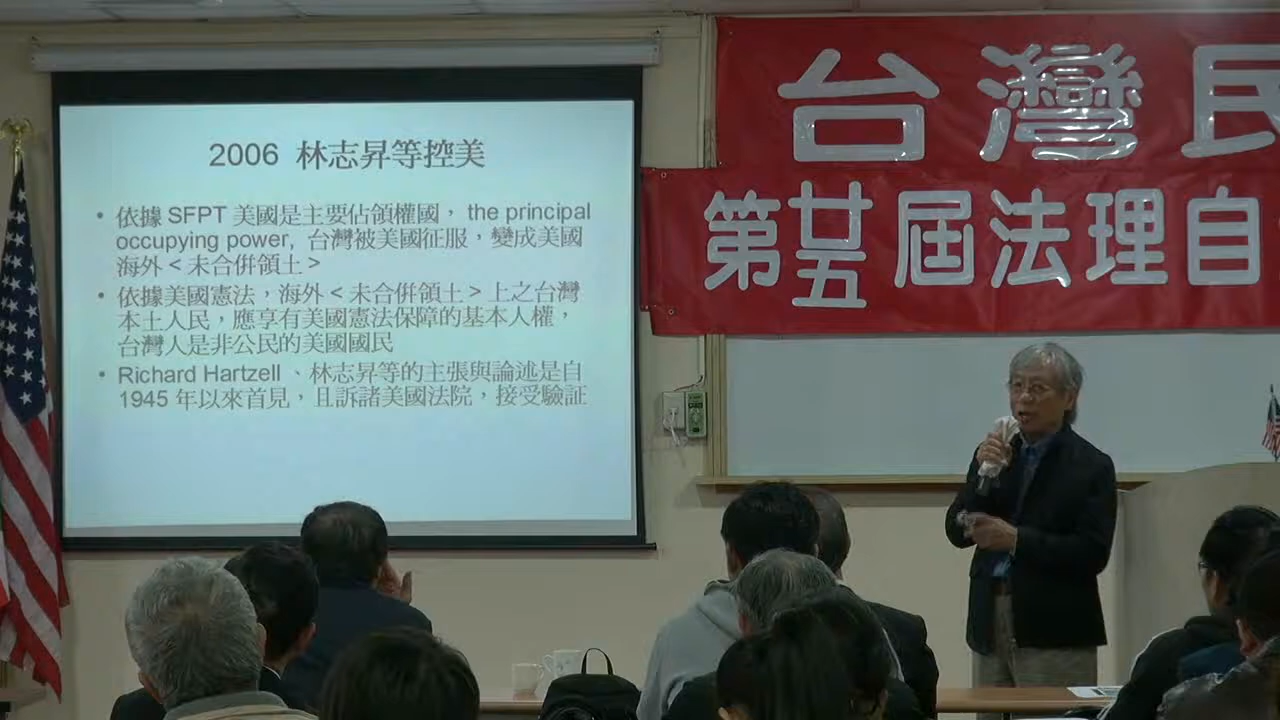 2006 林志昇等控美
• 依據 SFPT 美國是主要佔領權國， the principal
occupying power, 台灣被美國征服，變成美國
海外 < 未合併領土 >
• 依據美國憲法，海外 < 未合併領土 > 上之台灣
本土人民，應享有美國憲法保障的基本人權，
台灣人是非公民的美國國民
• Richard Hartzell 、林志昇等的主張與論述是自
1945 年以來首見，且訴諸美國法院，接受驗証
台灣民
第廿五屆法理自